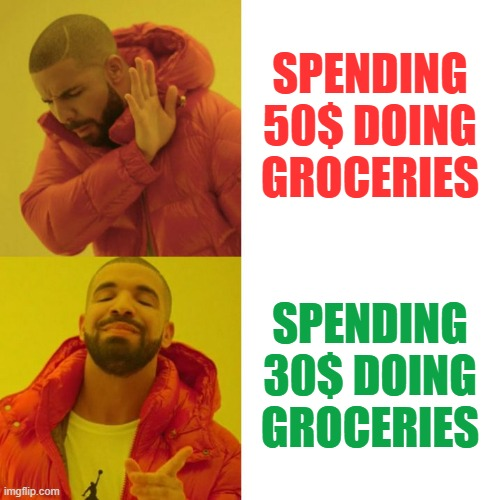 SPENDING
50$ DOING
GROCERIES
SPENDING
30$ DOING
GROCERIES
imgflip.com